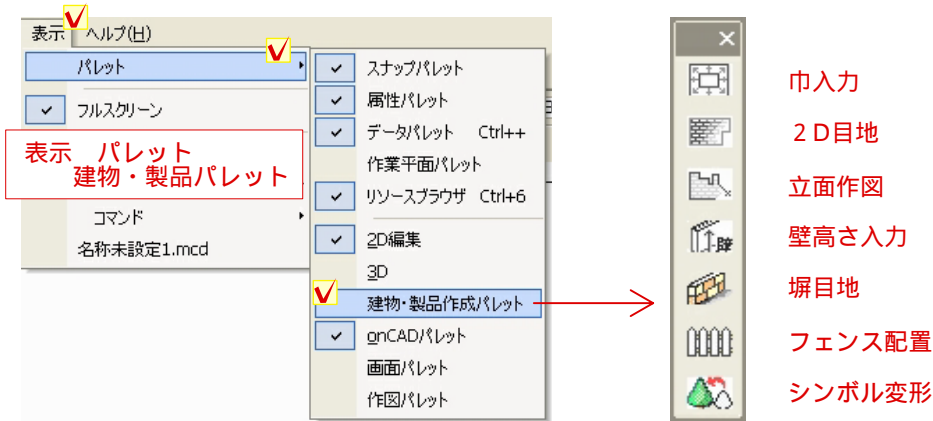 表示 ヘルプ(H)
パレット
フルスクリーン
表示 パレット
建物・製品パレット
コマンド
名称未設定1.mcd
スナップパレット
属性パレット
データパレット Ctrl++
作業平面パレット
リソースブラウザ Ctrl+6
2D編集
3D
建物・製品作成パレット
onCADパレット
画面パレット
作図パレット
巾入力
2D目地
立面作図
壁高さ入力
塀目地
フェンス配置
シンボル変形
壁